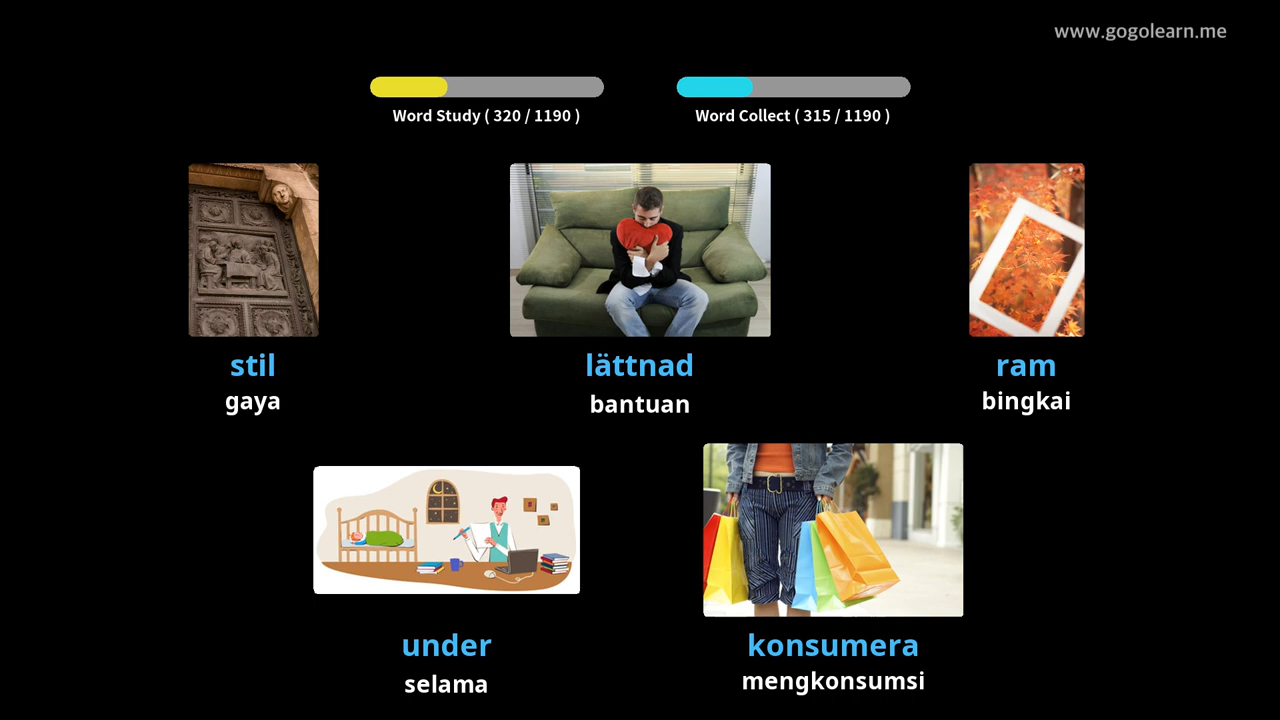 www.gogolearn.me
Word Study ( 320 / 1190 )
Word Collect ( 315 / 1190 )
stil
gaya
lättnad
bantuan
ram
bingkai
under
selama
konsumera
mengkonsumsi